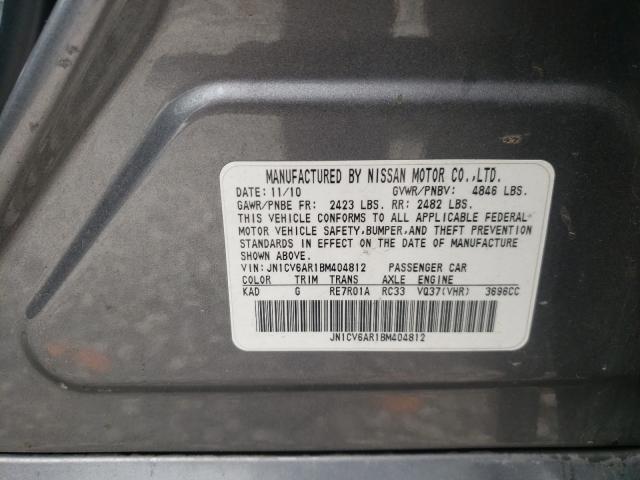 MANUFACTURED BY NISSAN MOTOR CO.,LTD.
DATE: 11/10 GVWR/PNBV: 4846 LBS.
GAWR/PNBE FR: 2423 LBS. RR: 2482 LBS.
THIS VEHICLE CONFORMS TO ALL APPLICABLE FEDERAL
MOTOR VEHICLE SAFETY,BUMPER,AND THEFT PREVENTION
STANDARDS IN EFFECT ON THE DATE OF MANUFACTURE
SHOWN ABOVE.
VIN: JN1CV6AR1BM404812 PASSENGER CAR
COLOR TRIM TRANS AXLE ENGINE
KAD G RE7R01A RC33 VQ37(VHR) 3696CC
JN1CV6AR1BM404812